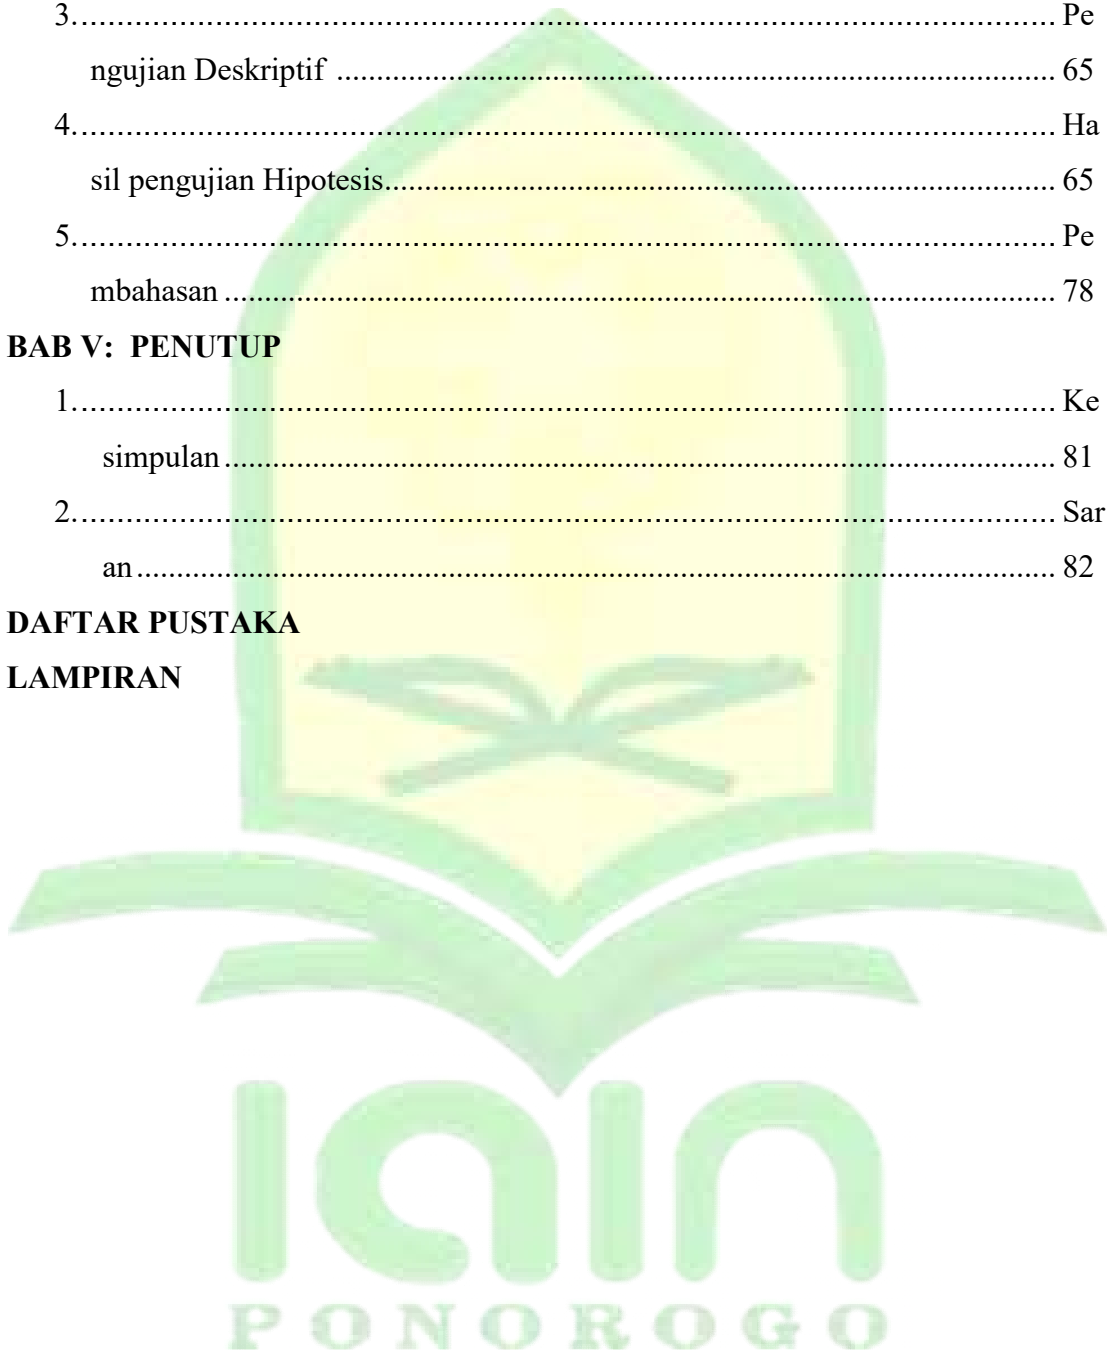 3............................................................................................................................ Pe
ngujian Deskriptif .......................................................................................... 65
4............................................................................................................................ Ha
sil pengujian Hipotesis.................................................................................... 65
5............................................................................................................................ Pe
mbahasan ........................................................................................................ 78
BAB V: PENUTUP
1............................................................................................................................ Ke
simpulan ........................................................................................................ 81
2............................................................................................................................ Sar
an .................................................................................................................... 82
DAFTAR PUSTAKA
LAMPIRAN
iain
PONOROGO